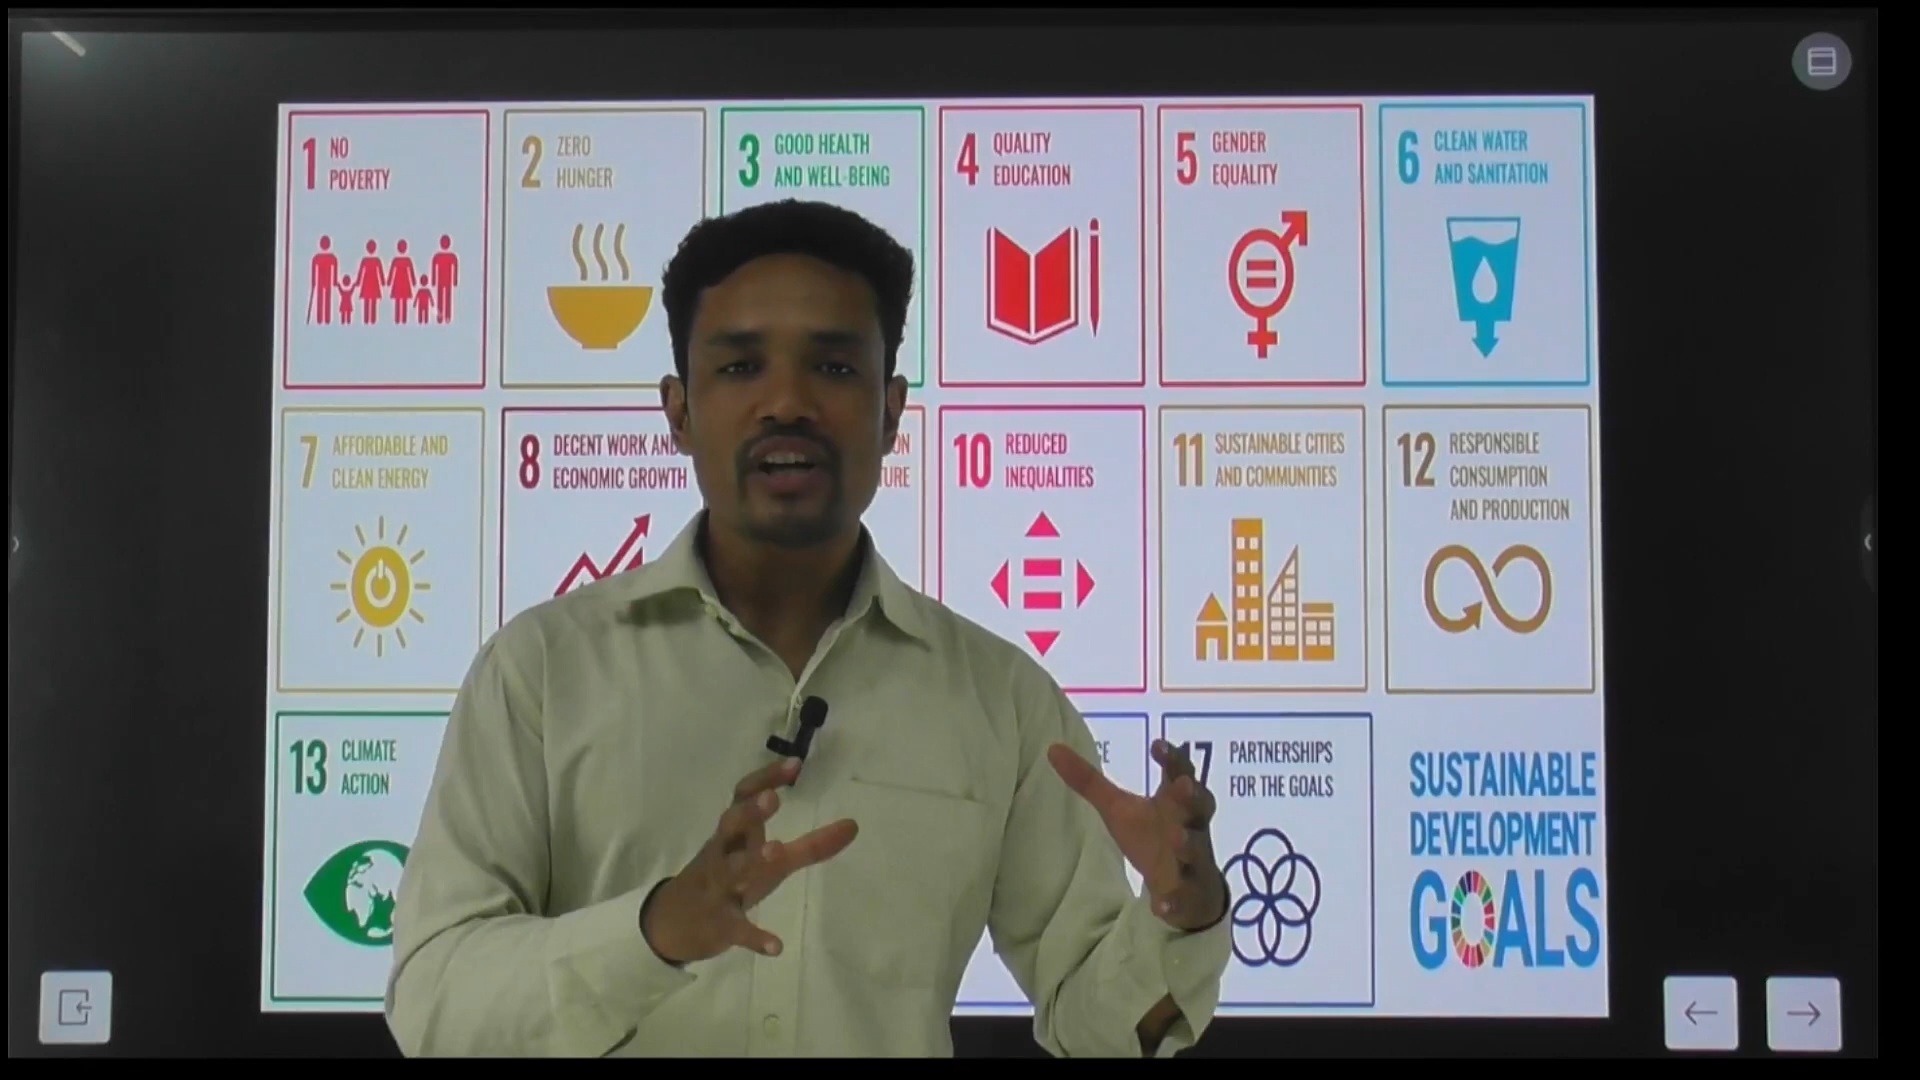 1 NO
POVERTY
2 ZERO
HUNGER
3 GOOD HEALTH
AND WELL-BEING
4 QUALITY
EDUCATION
5 GENDER
EQUALITY
6 CLEAN WATER
AND SANITATION
7 AFFORDABLE AND
CLEAN ENERGY
8 DECENT WORK AND
ECONOMIC GROWTH
10 REDUCED
INEQUALITIES
11 SUSTAINABLE CITIES
AND COMMUNITIES
12 RESPONSIBLE
CONSUMPTION
AND PRODUCTION
13 CLIMATE
ACTION
17 PARTNERSHIPS
FOR THE GOALS
SUSTAINABLE
DEVELOPMENT
GOALS